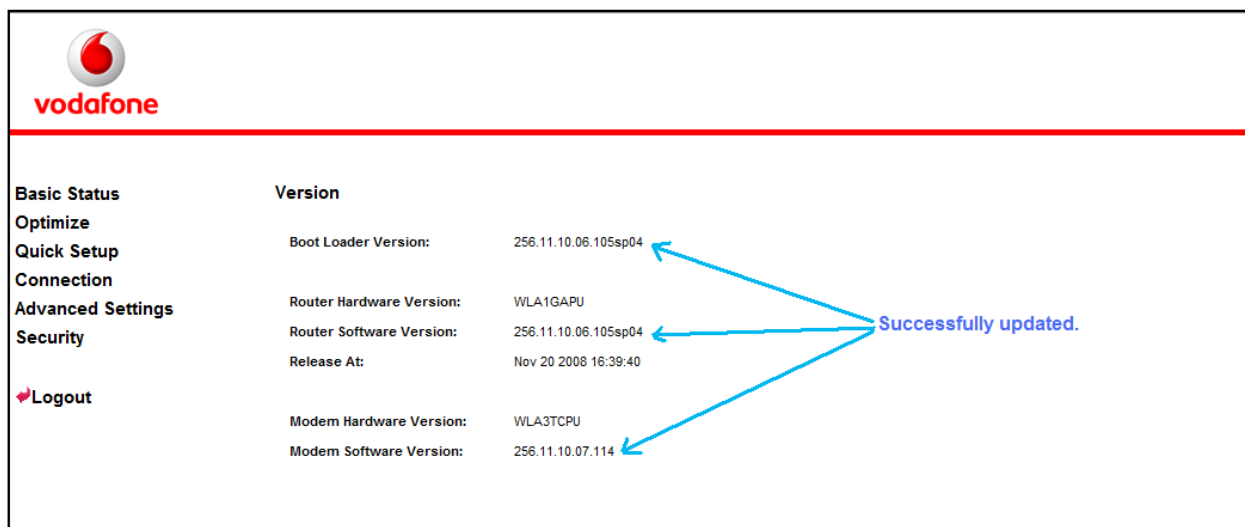 vodafone
Basic Status
Optimize
Quick Setup
Connection
Advanced Settings
Security
Logout
Version
Boot Loader Version: 256.11.10.06.105sp04
Router Hardware Version: WLA1GAPU
Router Software Version: 256.11.10.06.105sp04
Release At: Nov 20 2008 16:39:40
Modem Hardware Version: WLA3TCPU
Modem Software Version: 256.11.10.07.114
Successfully updated.